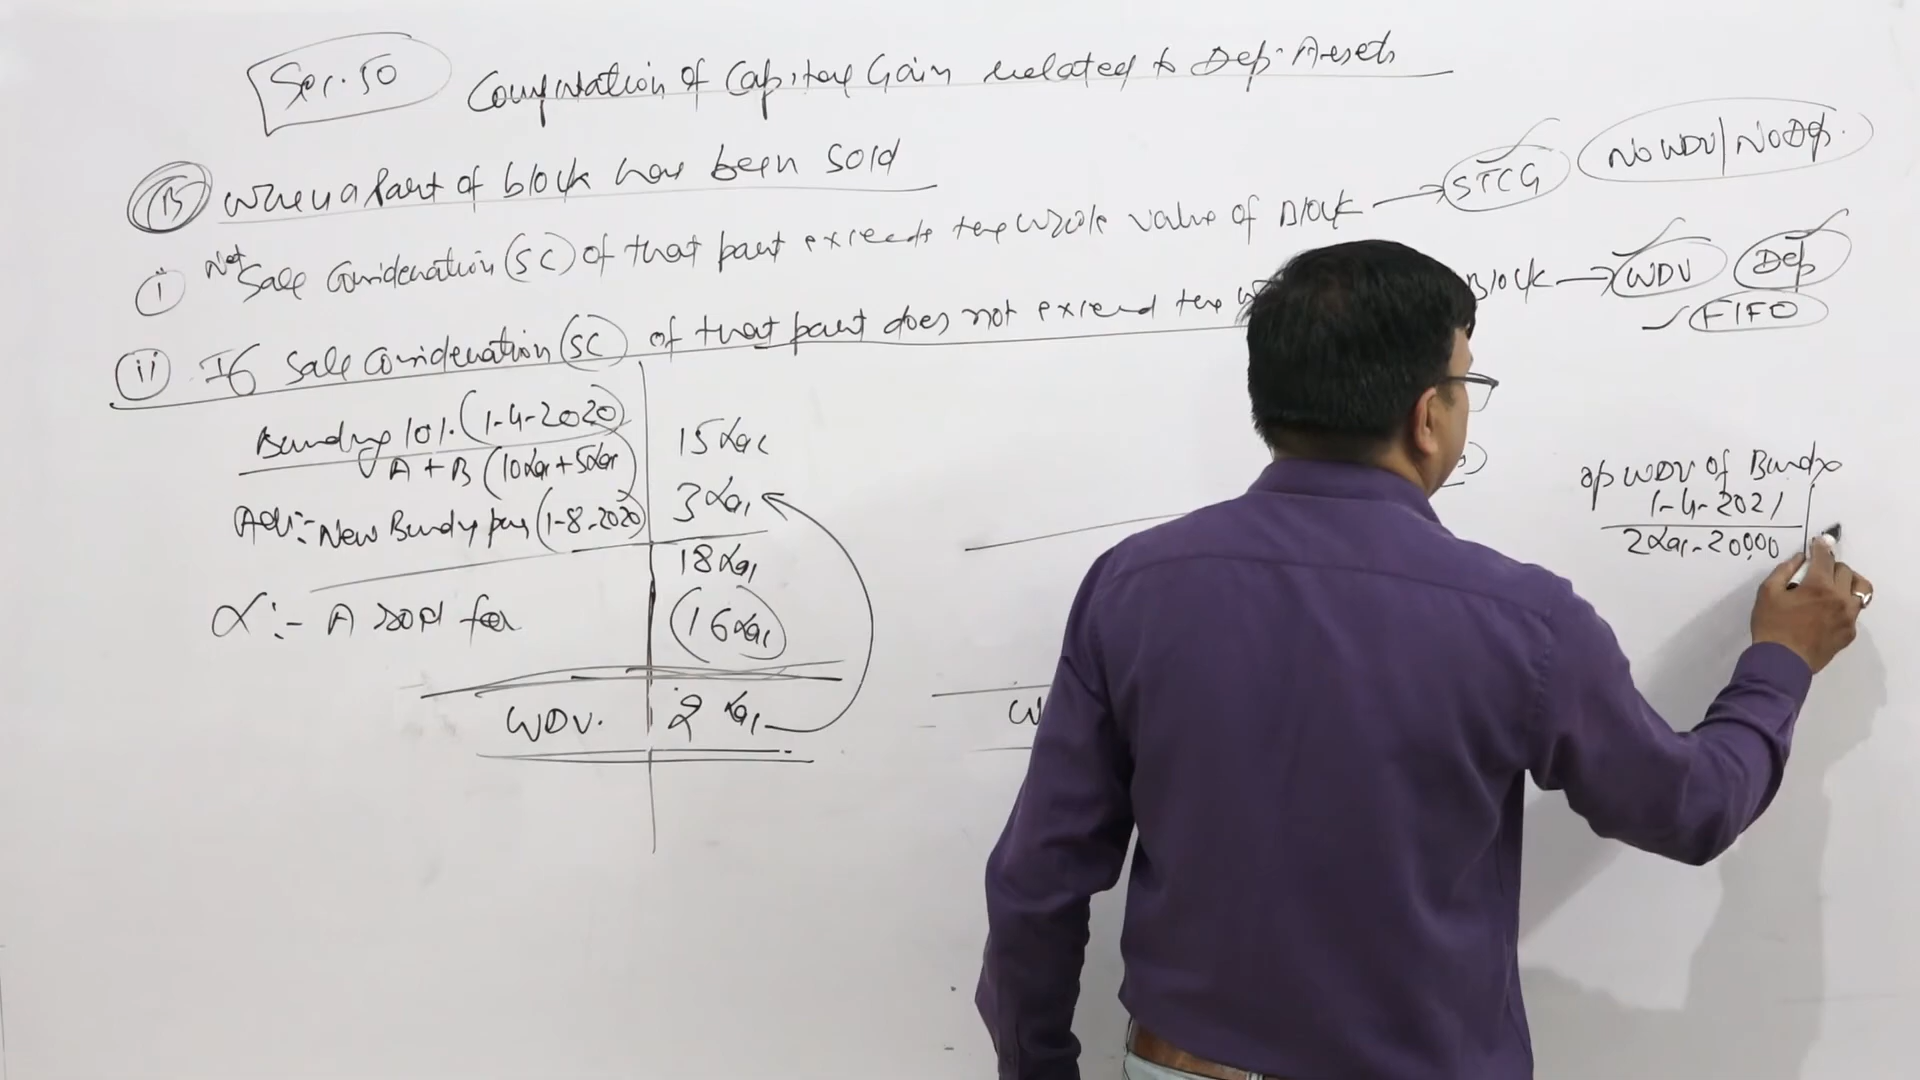 Sec. 50 Computation of Capital Gain related to Dep. Assets
(B) When a Part of block has been sold
(i) Net Sale Consideration (SC) of that part exceeds the whole value of Block → STCG No WDV | No Dep.
(ii) If Sale Consideration (SC) of that part does not exceed the Block → WDV Dep
FIFO
Building 10%. (1-4-2020) 15 Lac
A + B (10 Lac + 5 Lac)
Add:- New Building pur (1-8-2020) 3 Lac
18 Lac
A sold for 16 Lac
WDV. 2 Lac
W
op WDV of Building
1-4-2021
2 Lac - 20,000